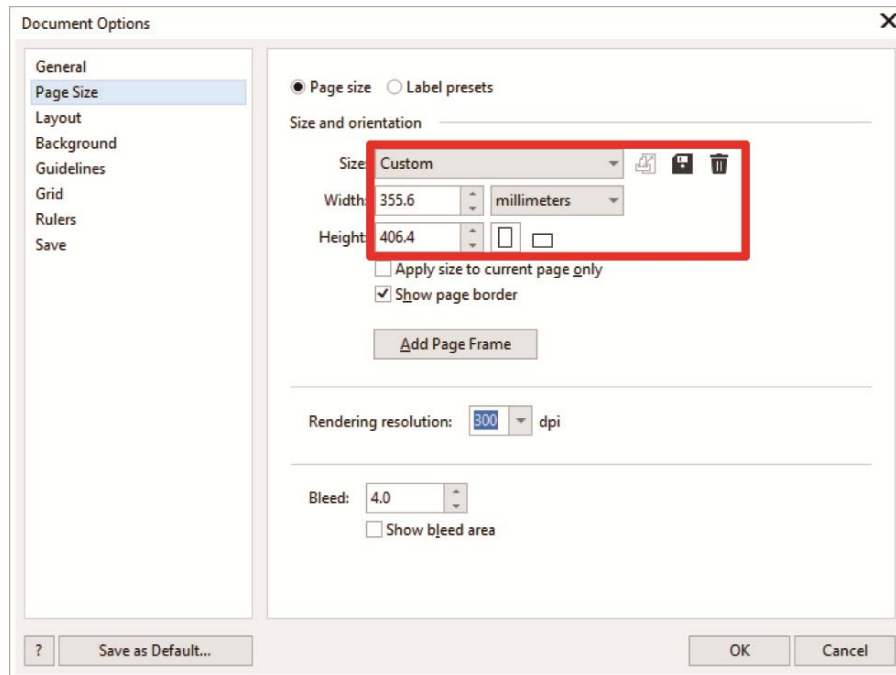 Document Options
General
Page Size
Layout
Background
Guidelines
Grid
Rulers
Save
Page size Label presets
Size and orientation
Size: Custom
Width: 355.6 millimeters
Height: 406.4
Apply size to current page only
Show page border
Add Page Frame
Rendering resolution: 300 dpi
Bleed: 4.0
Show bleed area
? Save as Default... OK Cancel